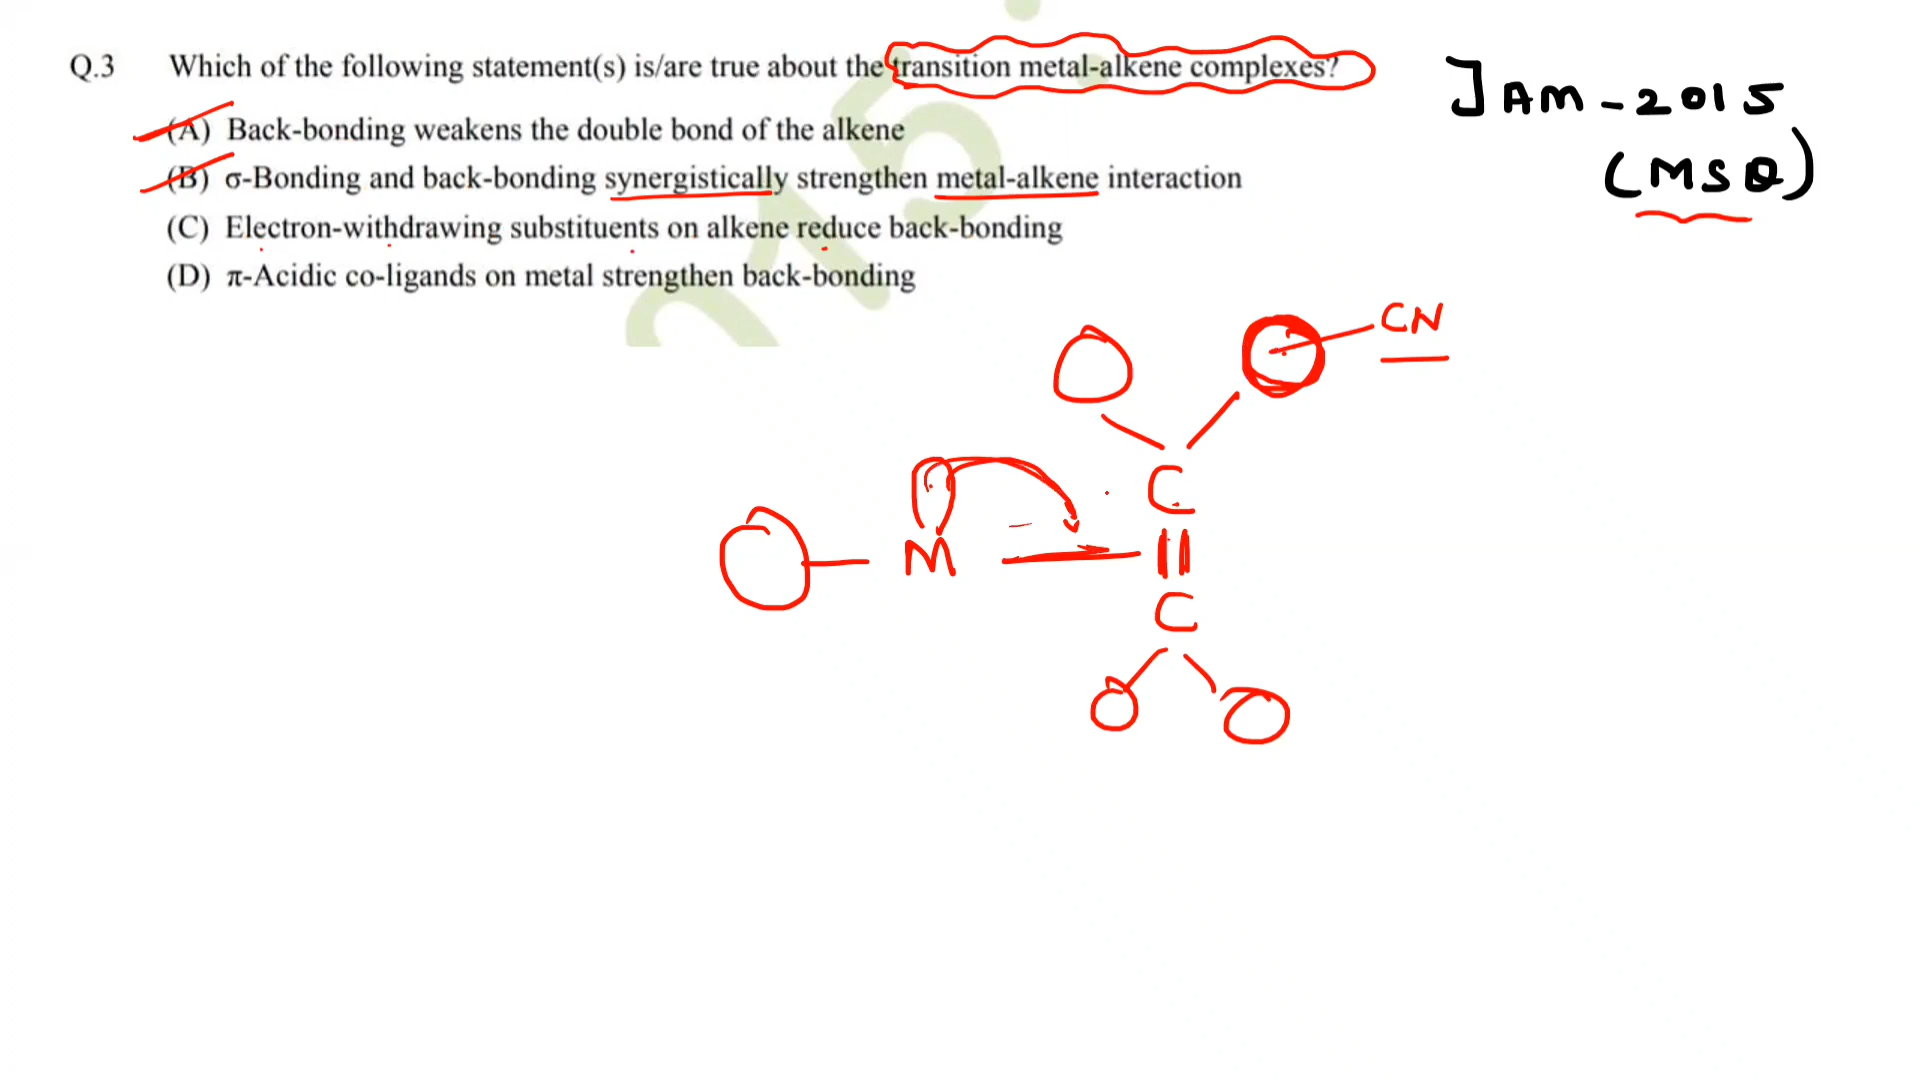 Q.3 Which of the following statement(s) is/are true about the transition metal-alkene complexes?
(A) Back-bonding weakens the double bond of the alkene
(B) σ-Bonding and back-bonding synergistically strengthen metal-alkene interaction
(C) Electron-withdrawing substituents on alkene reduce back-bonding
(D) π-Acidic co-ligands on metal strengthen back-bonding
JAM-2015
(MSQ)
CN
C
M
C